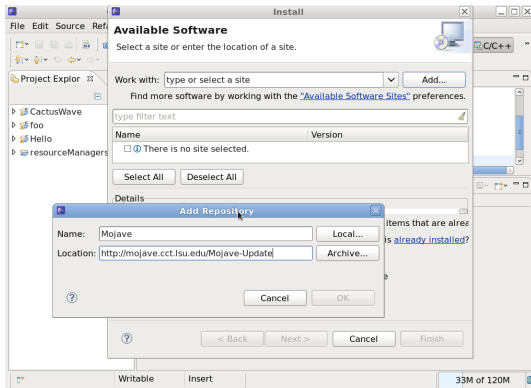 Install
File Edit Source Refa
Available Software
Select a site or enter the location of a site.
C/C++
Project Explor
Work with: type or select a site Add...
Find more software by working with the "Available Software Sites" preferences.
CactusWave
foo
Hello
resourceManagers
type filter text
Name Version
There is no site selected.
Select All Deselect All
Details
Add Repository
items that are alrea
Name: Mojave Local...
is already installed?
Location: http://mojave.cct.lsu.edu/Mojave-Update Archive...
Cancel OK
< Back Next > Cancel Finish
Writable Insert 33M of 120M